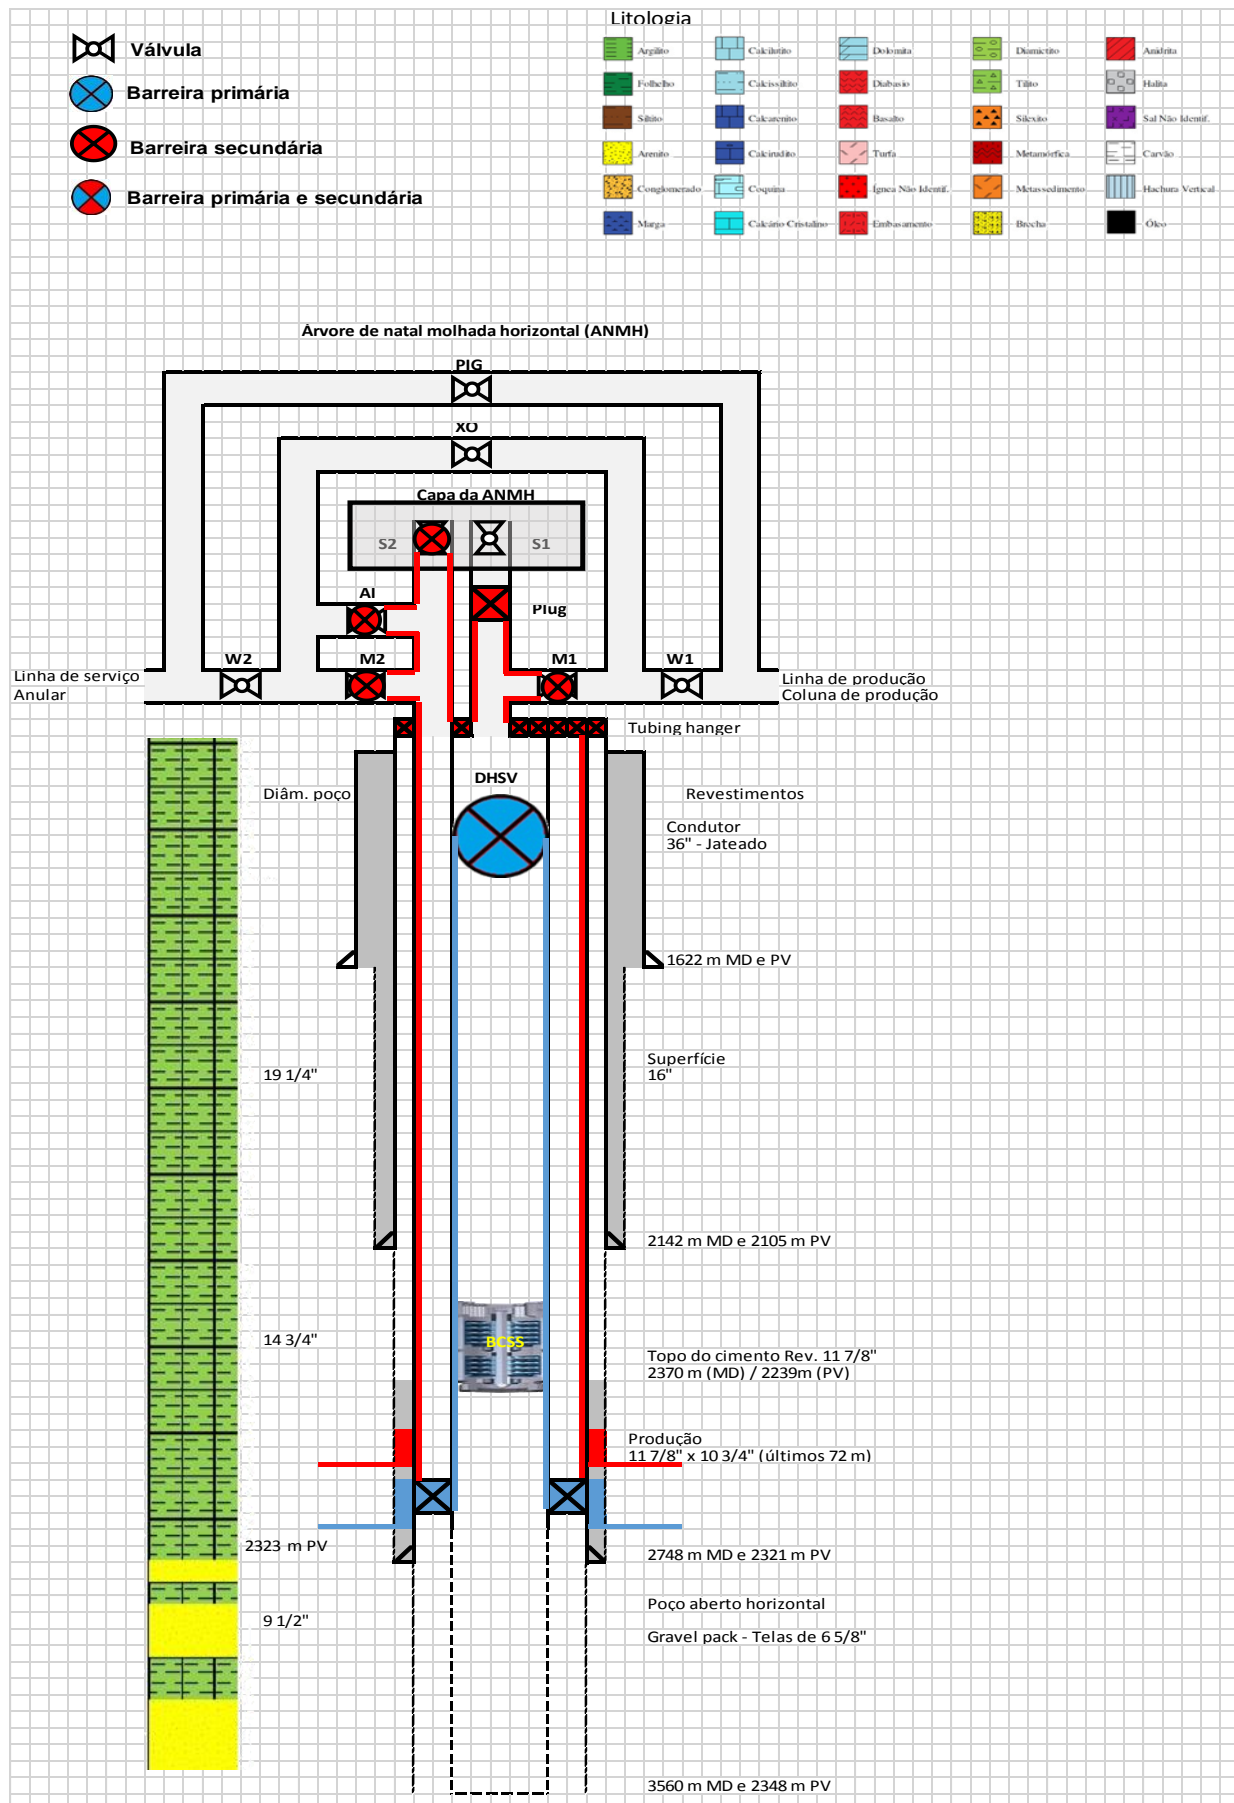 Litologia
Válvula
Barreira primária
Barreira secundária
Barreira primária e secundária
Argilito
Calcilutito
Dolomita
Diamictito
Anidrita
Folhelho
Calcissiltito
Diabasio
Tilito
Halita
Siltito
Calcarenito
Basalto
Silexito
Sal Não Identif.
Arenito
Calcirudito
Turfa
Metamórfica
Carvão
Conglomerado
Coquina
Ígnea Não Identif.
Metassedimento
Hachura Vertical
Marga
Calcário Cristalino
Embasamento
Brecha
Óleo
Árvore de natal molhada horizontal (ANMH)
PIG
XO
Capa da ANMH
S2
S1
AI
Plug
W2
M2
M1
W1
Linha de serviço
Anular
Linha de produção
Coluna de produção
Tubing hanger
DHSV
Diâm. poço
Revestimentos
Condutor
36" - Jateado
1622 m MD e PV
Superfície
16"
19 1/4"
2142 m MD e 2105 m PV
14 3/4"
BCSS
Topo do cimento Rev. 11 7/8"
2370 m (MD) / 2239m (PV)
Produção
11 7/8" x 10 3/4" (últimos 72 m)
2323 m PV
2748 m MD e 2321 m PV
Poço aberto horizontal
9 1/2"
Gravel pack - Telas de 6 5/8"
3560 m MD e 2348 m PV